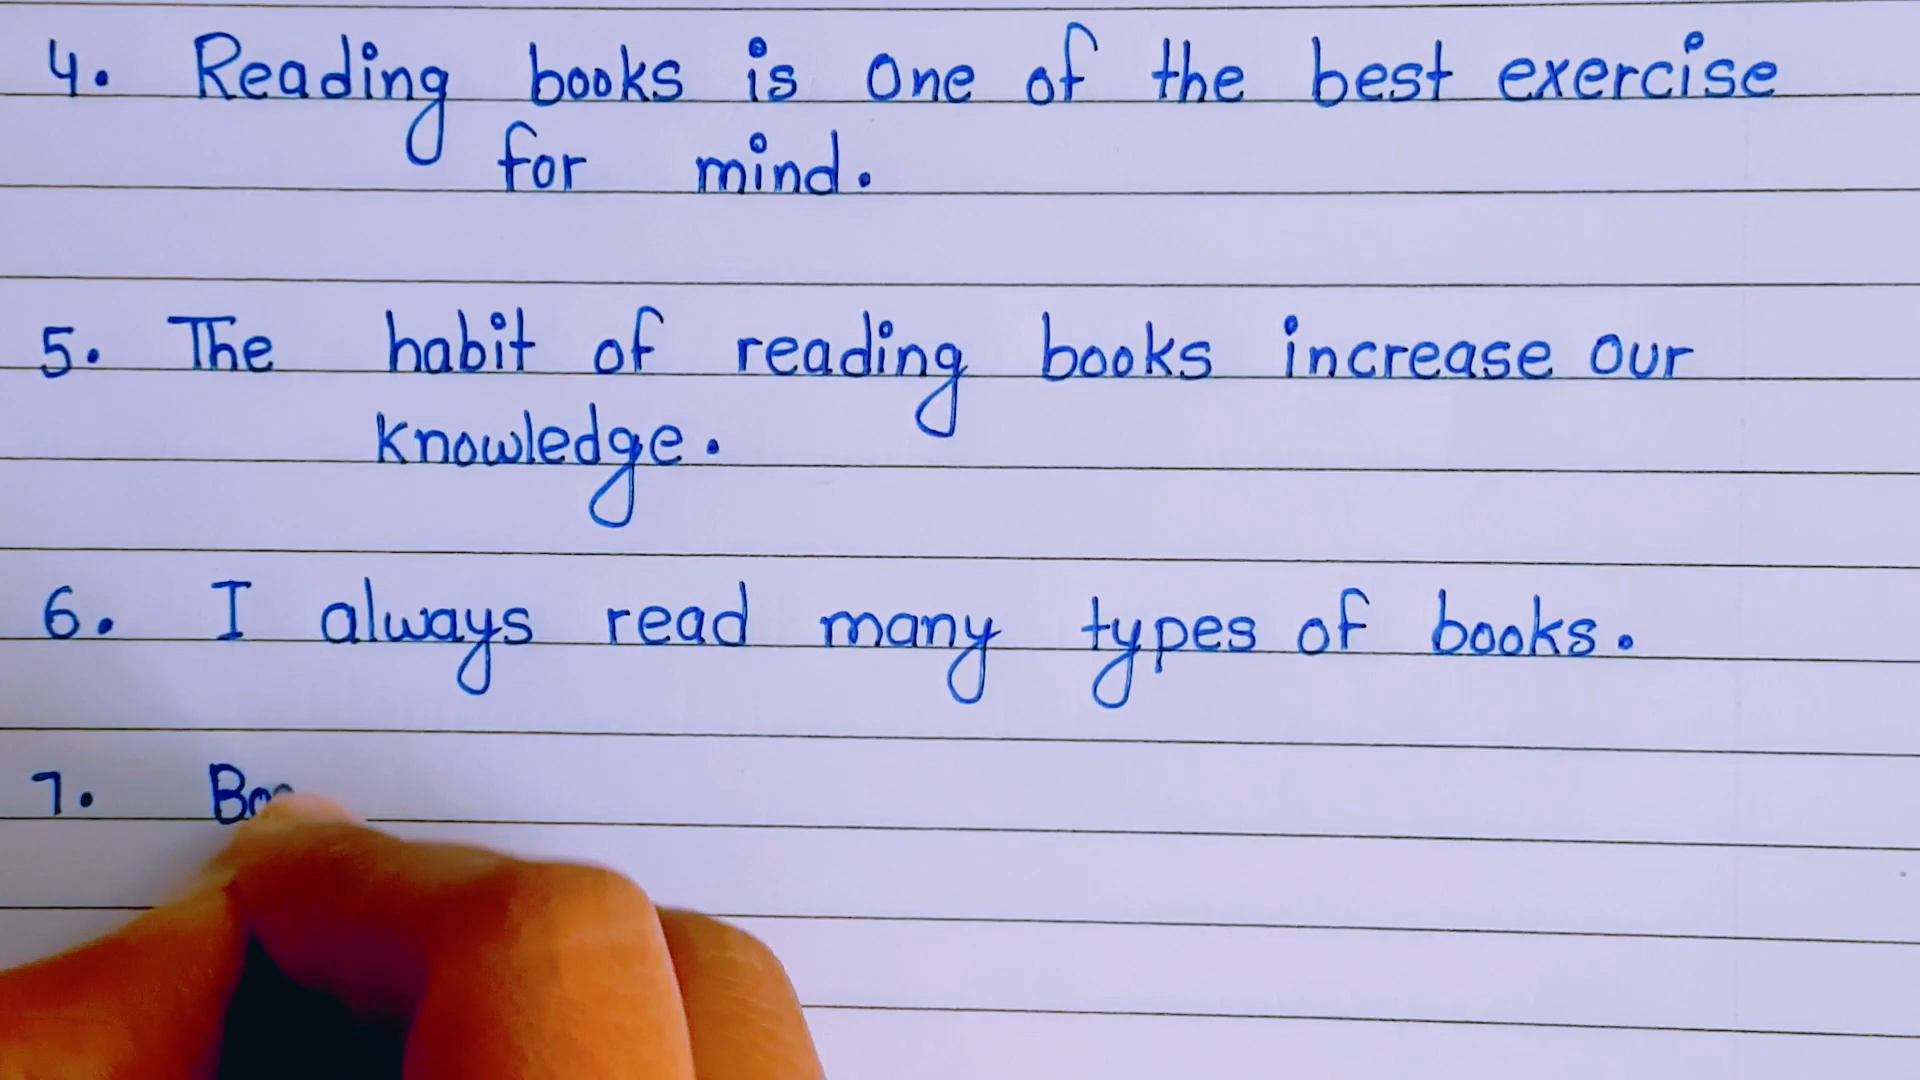 4. Reading books is one of the best exercise
for mind.
5. The habit of reading books increase our
knowledge.
6. I always read many types of books.
7.